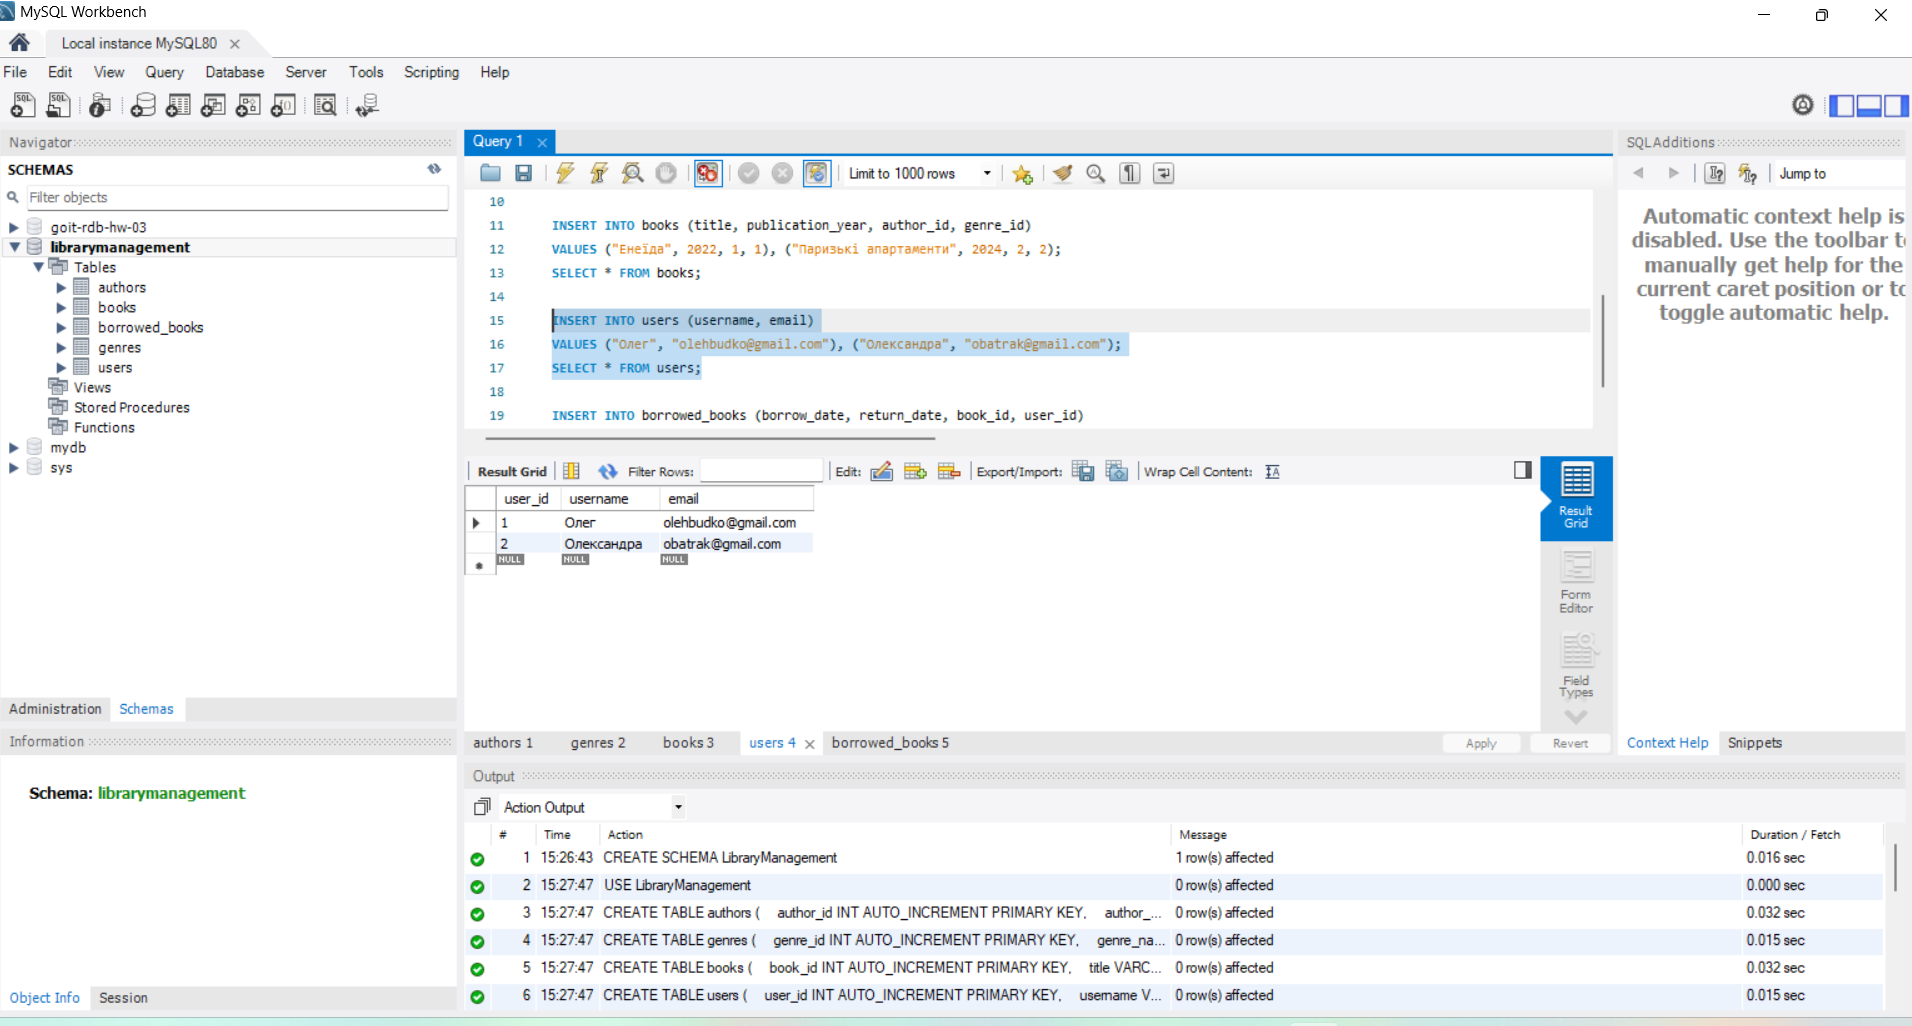 MySQL Workbench
Local instance MySQL80
File Edit View Query Database Server Tools Scripting Help
Navigator
SCHEMAS
Filter objects
goit-rdb-hw-03
librarymanagement
Tables
authors
books
borrowed_books
genres
users
Views
Stored Procedures
Functions
mydb
sys
Administration Schemas
Information
Schema: librarymanagement
Object Info Session
Query 1
Limit to 1000 rows
10
11 INSERT INTO books (title, publication_year, author_id, genre_id)
12 VALUES ("Енеїда", 2022, 1, 1), ("Паризькі апартаменти", 2024, 2, 2);
13 SELECT * FROM books;
14
15 INSERT INTO users (username, email)
16 VALUES ("Олег", "olehbudko@gmail.com"), ("Олександра", "obatrak@gmail.com");
17 SELECT * FROM users;
18
19 INSERT INTO borrowed_books (borrow_date, return_date, book_id, user_id)
Result Grid Filter Rows: Edit: Export/Import: Wrap Cell Content:
user_id username email
1 Олег olehbudko@gmail.com
2 Олександра obatrak@gmail.com
NULL NULL NULL
Result
Grid
Form
Editor
Field
Types
authors 1 genres 2 books 3 users 4 borrowed_books 5 Apply Revert
SQLAdditions
Jump to
Automatic context help is
disabled. Use the toolbar t
manually get help for the
current caret position or to
toggle automatic help.
Context Help Snippets
Output
Action Output
# Time Action Message Duration / Fetch
1 15:26:43 CREATE SCHEMA LibraryManagement 1 row(s) affected 0.016 sec
2 15:27:47 USE LibraryManagement 0 row(s) affected 0.000 sec
3 15:27:47 CREATE TABLE authors ( author_id INT AUTO_INCREMENT PRIMARY KEY, author_... 0 row(s) affected 0.032 sec
4 15:27:47 CREATE TABLE genres ( genre_id INT AUTO_INCREMENT PRIMARY KEY, genre_na... 0 row(s) affected 0.015 sec
5 15:27:47 CREATE TABLE books ( book_id INT AUTO_INCREMENT PRIMARY KEY, title VARC... 0 row(s) affected 0.032 sec
6 15:27:47 CREATE TABLE users ( user_id INT AUTO_INCREMENT PRIMARY KEY, username V... 0 row(s) affected 0.015 sec